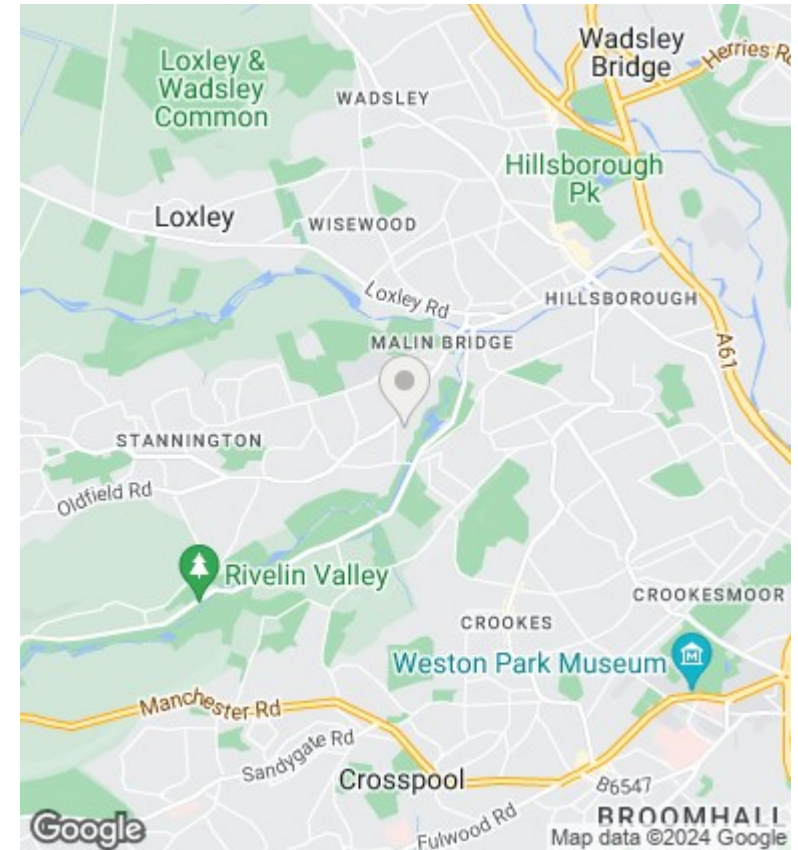 Wadsley
Bridge
Herries
Loxley &
Wadsley
Common
WADSLEY
Hillsborough
Pk
Loxley
WISEWOOD
Loxley Rd
HILLSBOROUGH
MALIN BRIDGE
A61
STANNINGTON
Oldfield Rd
Rivelin Valley
CROOKESMOOR
CROOKES
Weston Park Museum
M
Manchester Rd
Sandygate Rd
Crosspool
B6547
BROOMHALL
Fulwood Rd
Google
Map data ©2024 Google